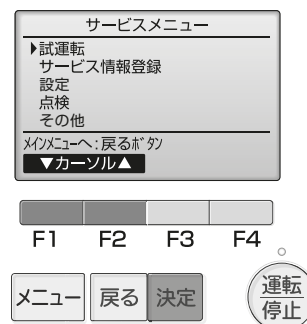 サービスメニュー
▶試運転
サービス情報登録
設定
点検
その他
ﾒｲﾝﾒﾆｭｰへ:戻るﾎﾞﾀﾝ
▼カーソル▲
F1 F2 F3 F4
メニュー 戻る 決定
運転
停止